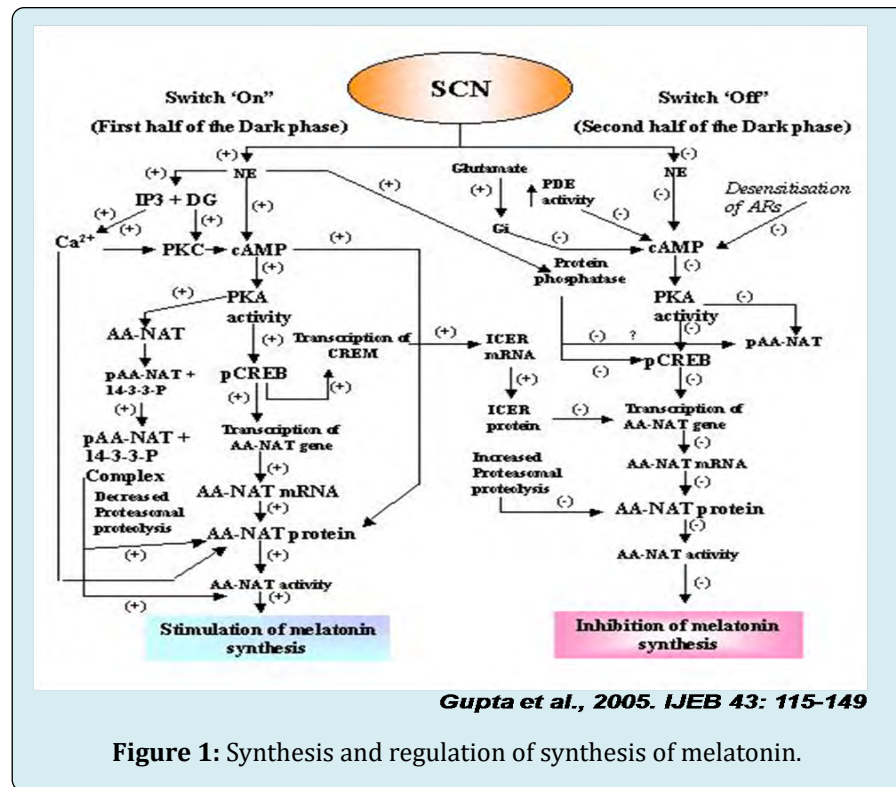 SCN
Switch ‘On”
(First half of the Dark phase)
Switch ‘Off”
(Second half of the Dark phase)
(+)
NE
(+)
IP3 + DG
(+)
(+)
(+)
(+)
Ca2+
PKC
cAMP
(+)
(+)
(+)
PKA
activity
AA-NAT
(+)
pAA-NAT +
14-3-3-P
(+)
pAA-NAT +
14-3-3-P
Complex
pCREB
(+)
(+)
Transcription of
CREM
(+)
Transcription of
AA-NAT gene
(+)
AA-NAT mRNA
(+)
Decreased
Proteasomal
proteolysis
AA-NAT protein
(+)
(+)
AA-NAT activity
(+)
(+)
Stimulation of melatonin
synthesis
(+)
Glutamate
(+)
Gi
PDE
activity
(-)
(-)
(-)
NE
(-)
Desensitisation
of ARs
(-)
cAMP
(-)
Protein
phosphatase
PKA
activity
(-)
(-)
(-)
?
pAA-NAT
(-)
pCREB
(-)
ICER
mRNA
(+)
ICER
protein
(-)
Transcription of
AA-NAT gene
(-)
AA-NAT mRNA
(-)
Increased
Proteasomal
proteolysis
(-)
AA-NAT protein
(-)
AA-NAT activity
(-)
Inhibition of melatonin
synthesis
Gupta et al., 2005. IJEB 43: 115-149
Figure 1: Synthesis and regulation of synthesis of melatonin.